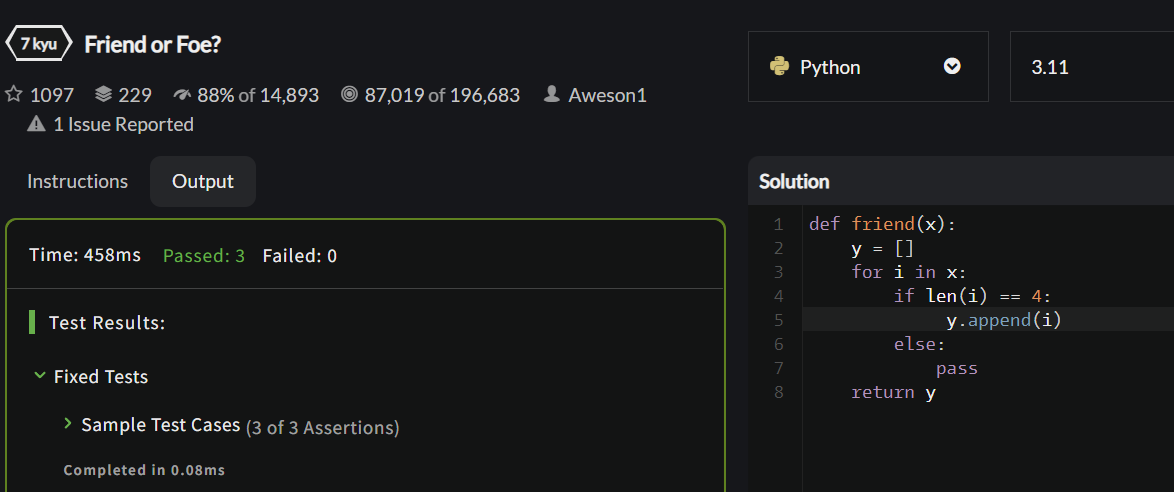 7 kyu Friend or Foe?
1097 229 88% of 14,893 87,019 of 196,683 Aweson1
1 Issue Reported
Instructions Output
Time: 458ms Passed: 3 Failed: 0
Test Results:
Fixed Tests
Sample Test Cases (3 of 3 Assertions)
Completed in 0.08ms
Python 3.11
Solution
1 def friend(x):
2     y = []
3     for i in x:
4         if len(i) == 4:
5              y.append(i)
6         else:
7             pass
8     return y